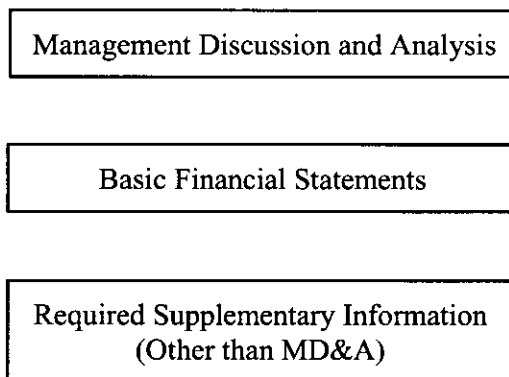 Management Discussion and Analysis
Basic Financial Statements
Required Supplementary Information
(Other than MD&A)